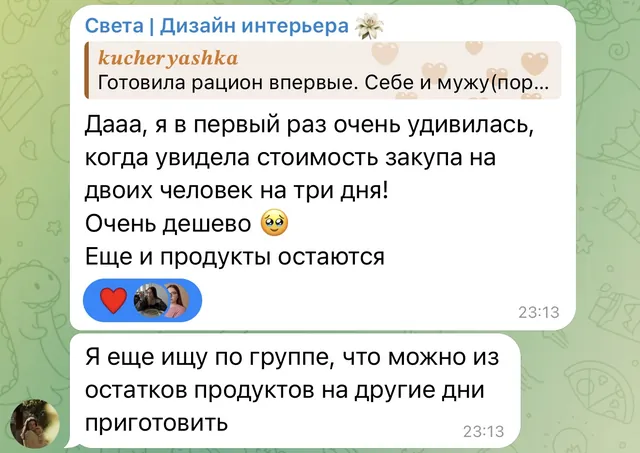 Света | Дизайн интерьера
kucheryashka
Готовила рацион впервые. Себе и мужу(пор...
Дааа, я в первый раз очень удивилась,
когда увидела стоимость закупа на
двоих человек на три дня!
Очень дешево 🥹
Еще и продукты остаются
❤️
23:13
Я еще ищу по группе, что можно из
остатков продуктов на другие дни
приготовить
23:13